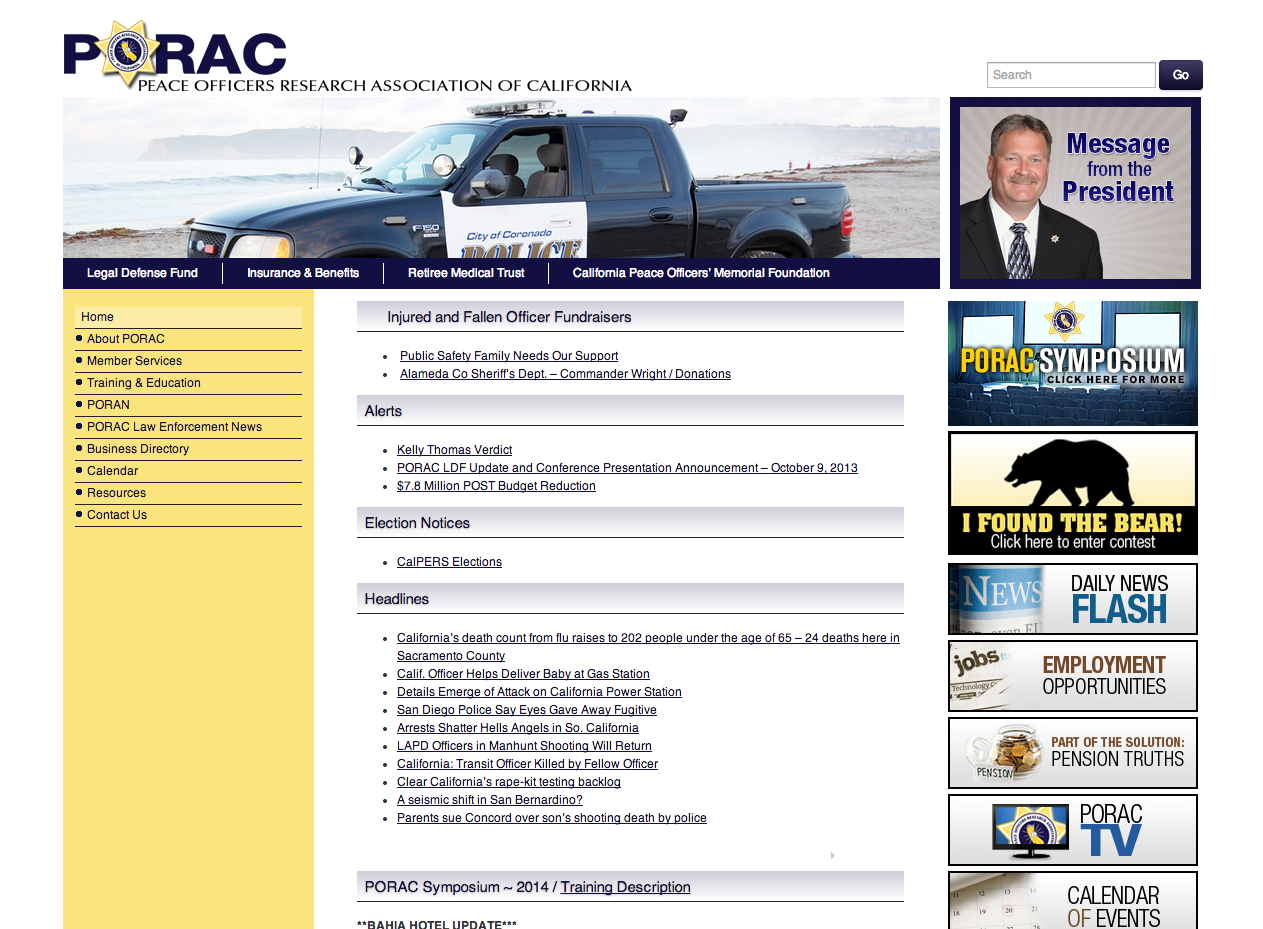 PORAC
PEACE OFFICERS RESEARCH ASSOCIATION OF CALIFORNIA
Search
Go
F150
City of Coronado
POLICE
Message
from the
President
Legal Defense Fund
Insurance & Benefits
Retiree Medical Trust
California Peace Officers' Memorial Foundation
Home
About PORAC
Member Services
Training & Education
PORAN
PORAC Law Enforcement News
Business Directory
Calendar
Resources
Contact Us
Injured and Fallen Officer Fundraisers
Public Safety Family Needs Our Support
Alameda Co Sheriff's Dept. – Commander Wright / Donations
Alerts
Kelly Thomas Verdict
PORAC LDF Update and Conference Presentation Announcement – October 9, 2013
$7.8 Million POST Budget Reduction
Election Notices
CalPERS Elections
Headlines
California's death count from flu raises to 202 people under the age of 65 – 24 deaths here in
Sacramento County
Calif. Officer Helps Deliver Baby at Gas Station
Details Emerge of Attack on California Power Station
San Diego Police Say Eyes Gave Away Fugitive
Arrests Shatter Hells Angels in So. California
LAPD Officers in Manhunt Shooting Will Return
California: Transit Officer Killed by Fellow Officer
Clear California's rape-kit testing backlog
A seismic shift in San Bernardino?
Parents sue Concord over son's shooting death by police
PORAC Symposium ~ 2014 / Training Description
**BAHIA HOTEL UPDATE***
PORAC SYMPOSIUM
CLICK HERE FOR MORE
I FOUND THE BEAR!
Click here to enter contest
NEWS
DAILY NEWS
FLASH
jobs
Technology
EMPLOYMENT
OPPORTUNITIES
PENSION
PART OF THE SOLUTION:
PENSION TRUTHS
PORAC
TV
11 12 13 14
18 19 20 21
CALENDAR
OF EVENTS